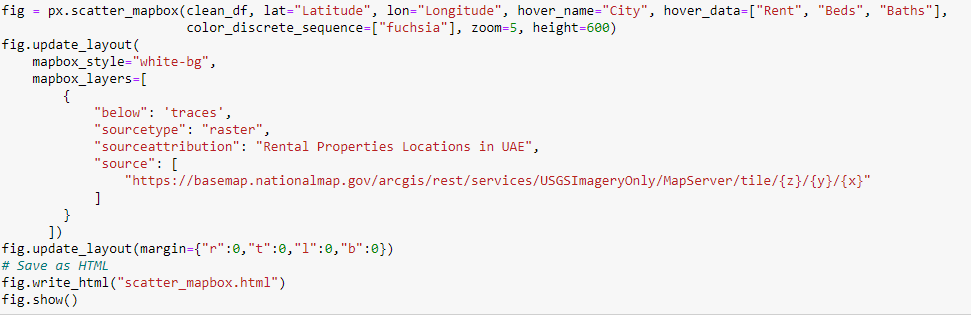 fig = px.scatter_mapbox(clean_df, lat="Latitude", lon="Longitude", hover_name="City", hover_data=["Rent", "Beds", "Baths"],
                        color_discrete_sequence=["fuchsia"], zoom=5, height=600)
fig.update_layout(
    mapbox_style="white-bg",
    mapbox_layers=[
        {
            "below": 'traces',
            "sourcetype": "raster",
            "sourceattribution": "Rental Properties Locations in UAE",
            "source": [
                "https://basemap.nationalmap.gov/arcgis/rest/services/USGSImageryOnly/MapServer/tile/{z}/{y}/{x}"
            ]
        }
      ])
fig.update_layout(margin={"r":0,"t":0,"l":0,"b":0})
# Save as HTML
fig.write_html("scatter_mapbox.html")
fig.show()